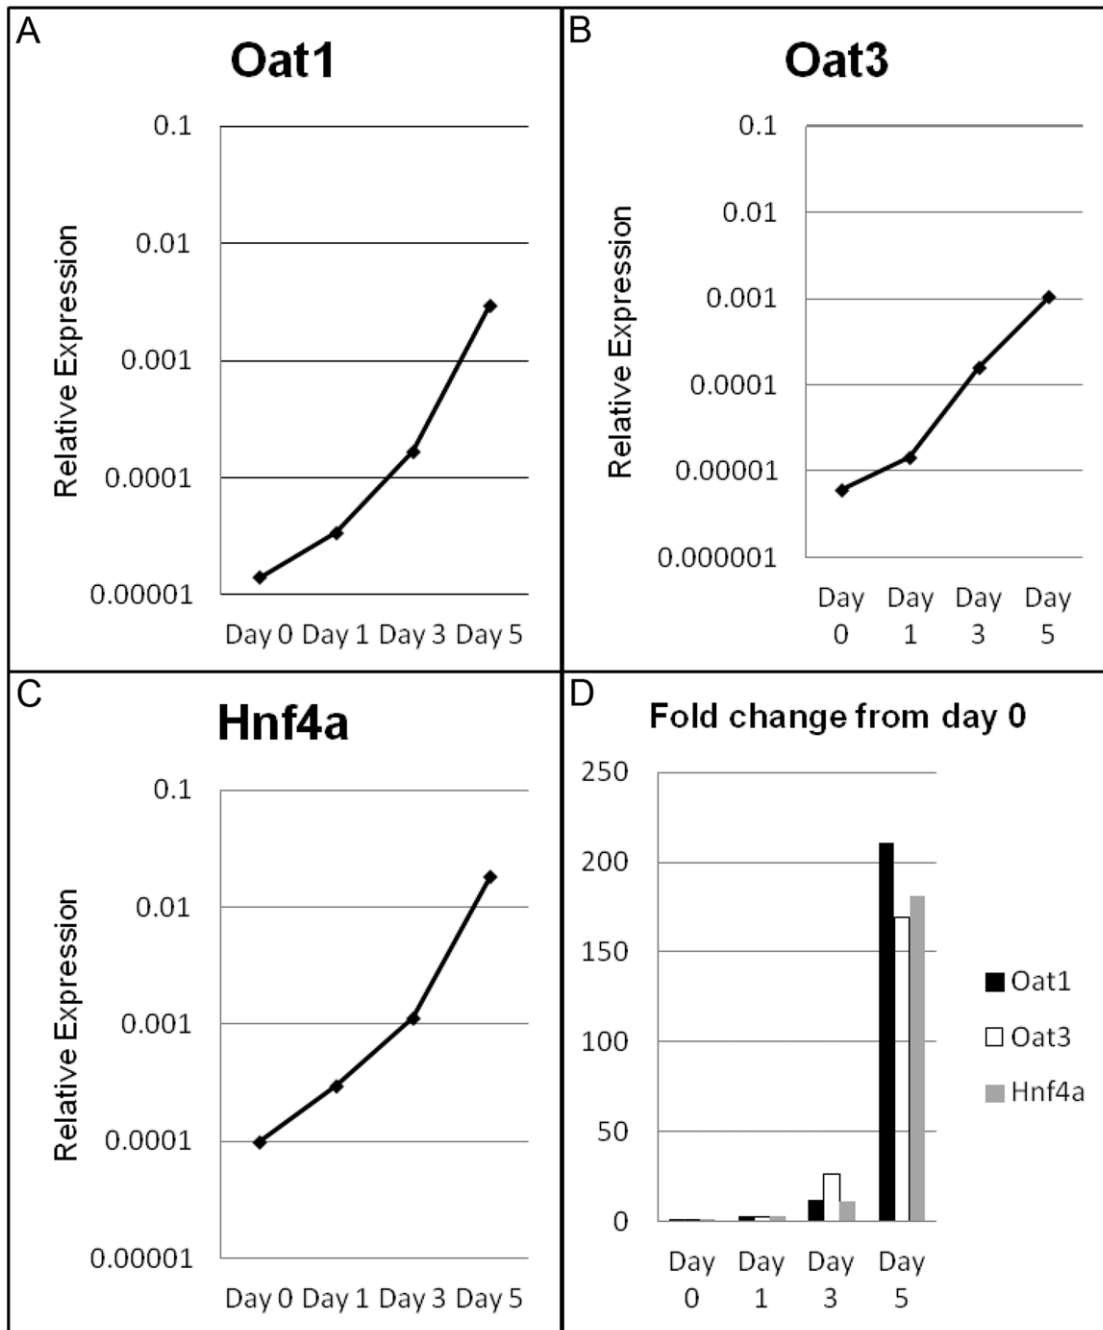 A
Oat1
Relative Expression
0.1
0.01
0.001
0.0001
0.00001
Day 0 Day 1 Day 3 Day 5
B
Oat3
Relative Expression
0.1
0.01
0.001
0.0001
0.00001
0.000001
Day Day Day Day
0 1 3 5
C
Hnf4a
Relative Expression
0.1
0.01
0.001
0.0001
0.00001
Day 0 Day 1 Day 3 Day 5
D
Fold change from day 0
250
200
150
100
50
0
Day Day Day Day
0 1 3 5
Oat1
Oat3
Hnf4a